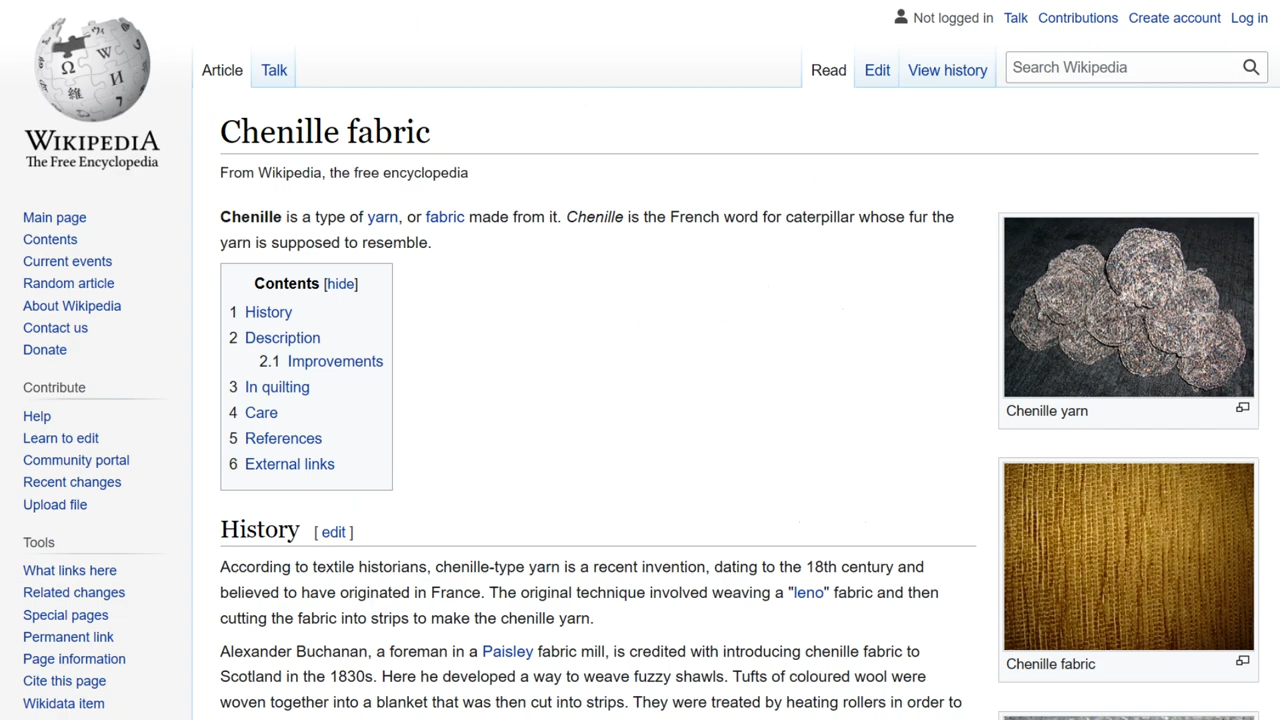 Not logged in Talk Contributions Create account Log in
Article Talk Read Edit View history Search Wikipedia
WIKIPEDIA
The Free Encyclopedia
Main page
Contents
Current events
Random article
About Wikipedia
Contact us
Donate
Contribute
Help
Learn to edit
Community portal
Recent changes
Upload file
Tools
What links here
Related changes
Special pages
Permanent link
Page information
Cite this page
Wikidata item
Chenille fabric
From Wikipedia, the free encyclopedia
Chenille is a type of yarn, or fabric made from it. Chenille is the French word for caterpillar whose fur the
yarn is supposed to resemble.
Contents [hide]
1 History
2 Description
2.1 Improvements
3 In quilting
4 Care
5 References
6 External links
History [ edit ]
According to textile historians, chenille-type yarn is a recent invention, dating to the 18th century and
believed to have originated in France. The original technique involved weaving a "leno" fabric and then
cutting the fabric into strips to make the chenille yarn.
Alexander Buchanan, a foreman in a Paisley fabric mill, is credited with introducing chenille fabric to
Scotland in the 1830s. Here he developed a way to weave fuzzy shawls. Tufts of coloured wool were
woven together into a blanket that was then cut into strips. They were treated by heating rollers in order to
Chenille yarn
Chenille fabric